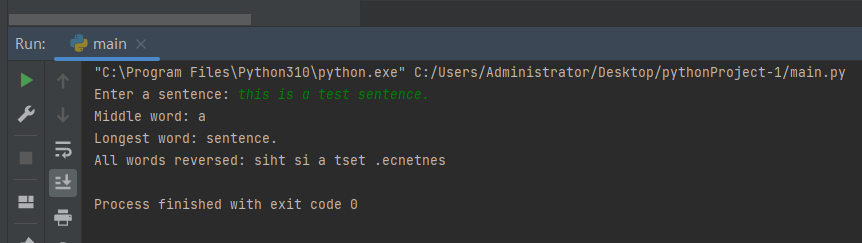 Run: main
"C:\Program Files\Python310\python.exe" C:/Users/Administrator/Desktop/pythonProject-1/main.py
Enter a sentence: this is a test sentence.
Middle word: a
Longest word: sentence.
All words reversed: siht si a tset .ecnetnes
Process finished with exit code 0